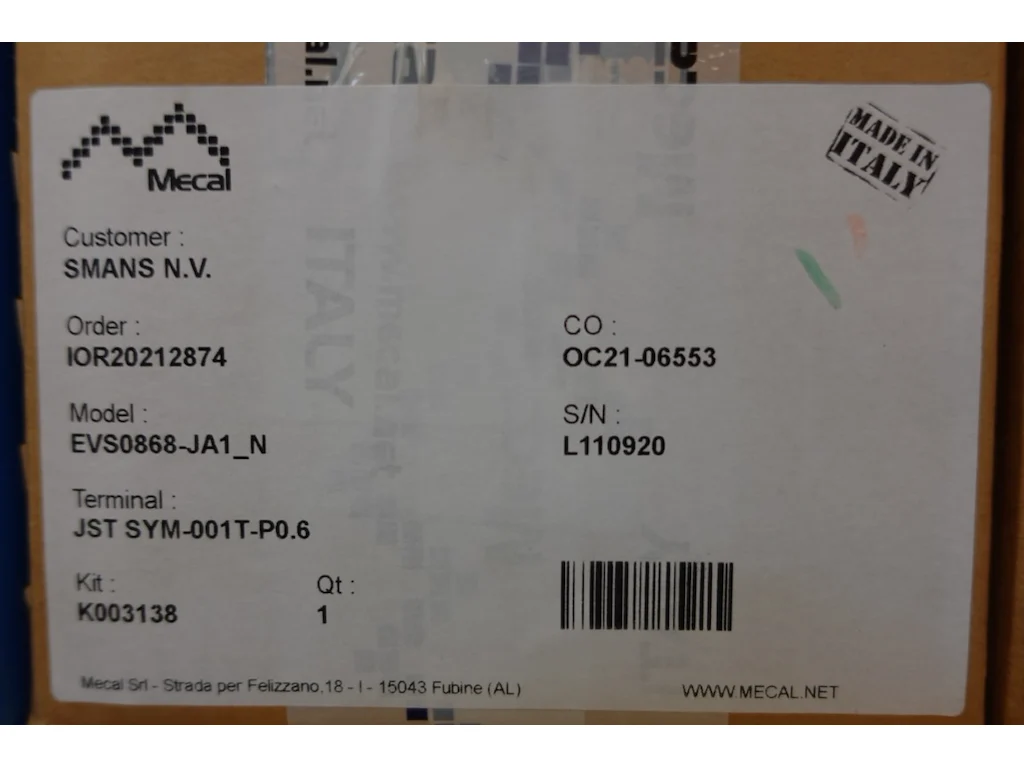 Mecal
MADE IN
ITALY
Customer :
SMANS N.V.
Order :
IOR20212874
CO :
OC21-06553
Model :
EVS0868-JA1_N
S/N :
L110920
Terminal :
JST SYM-001T-P0.6
Kit :
K003138
Qt :
1
Mecal Srl - Strada per Felizzano,18 - I - 15043 Fubine (AL)
WWW.MECAL.NET
ITALY